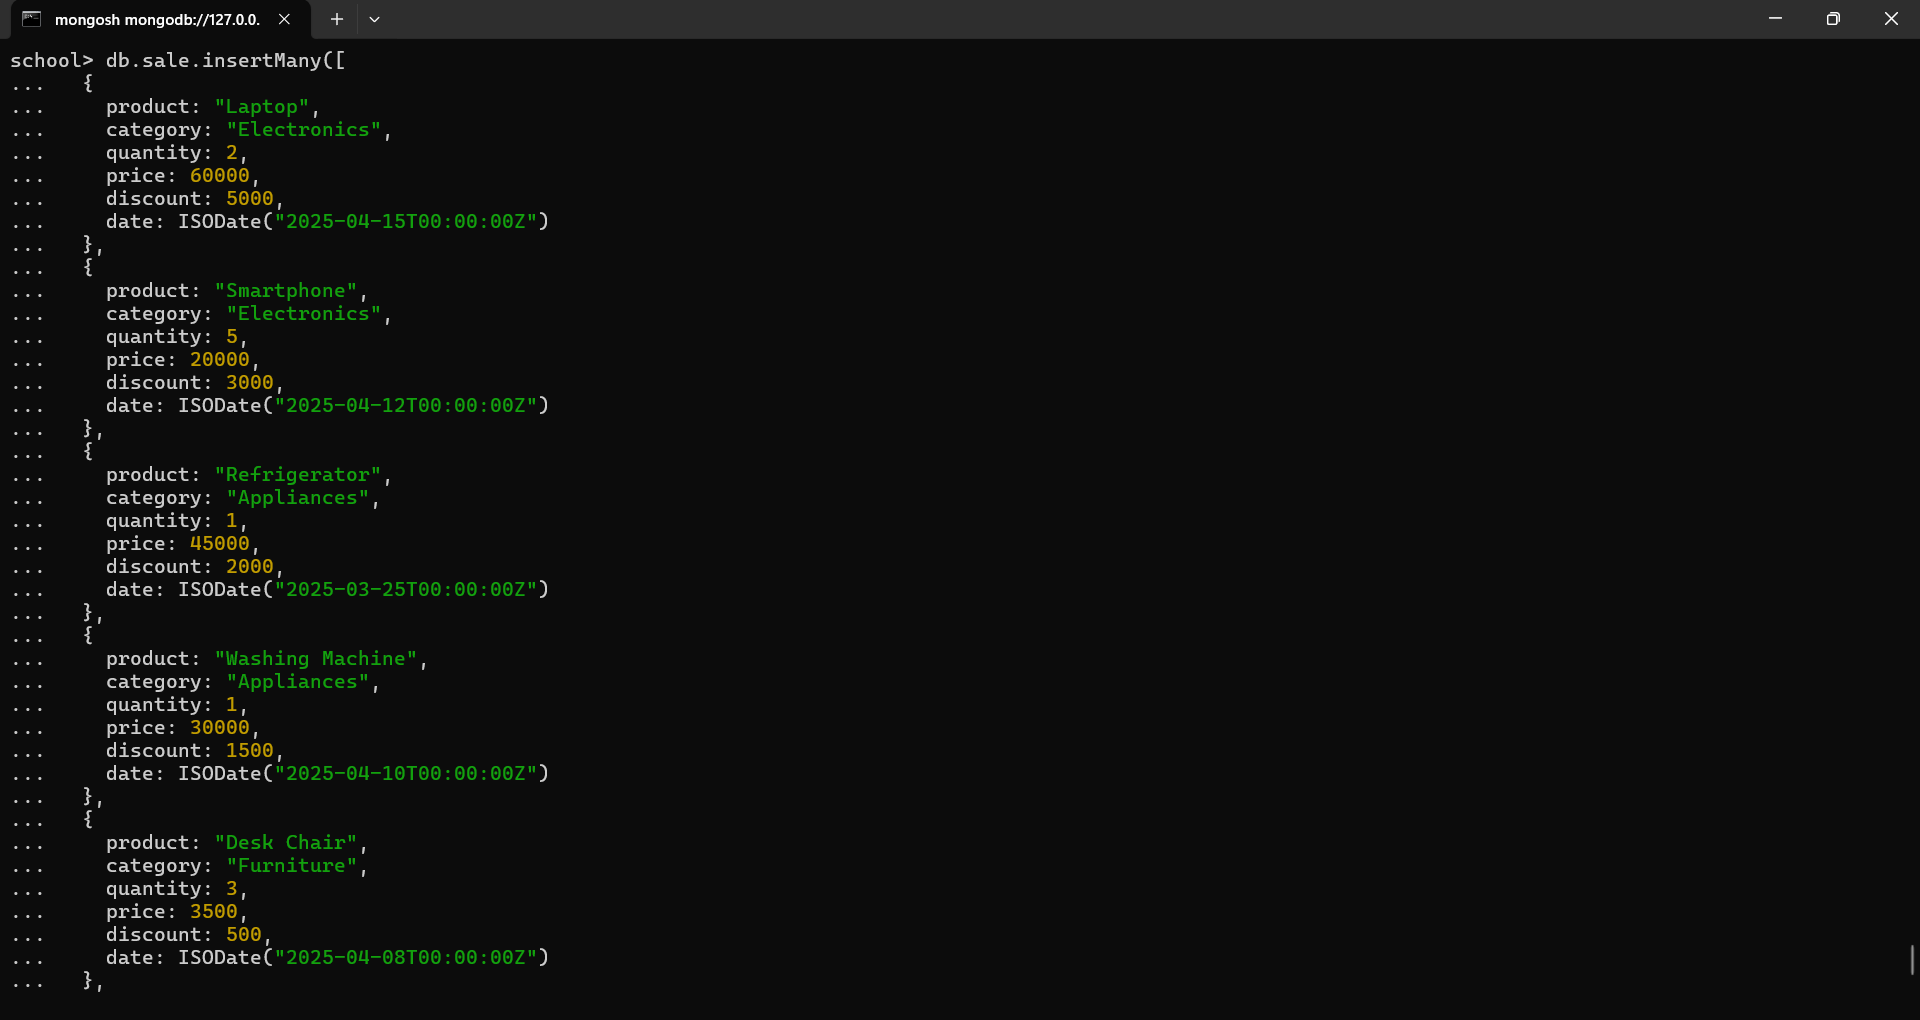 mongosh mongodb://127.0.0.
school> db.sale.insertMany([
...   {
...     product: "Laptop",
...     category: "Electronics",
...     quantity: 2,
...     price: 60000,
...     discount: 5000,
...     date: ISODate("2025-04-15T00:00:00Z")
...   },
...   {
...     product: "Smartphone",
...     category: "Electronics",
...     quantity: 5,
...     price: 20000,
...     discount: 3000,
...     date: ISODate("2025-04-12T00:00:00Z")
...   },
...   {
...     product: "Refrigerator",
...     category: "Appliances",
...     quantity: 1,
...     price: 45000,
...     discount: 2000,
...     date: ISODate("2025-03-25T00:00:00Z")
...   },
...   {
...     product: "Washing Machine",
...     category: "Appliances",
...     quantity: 1,
...     price: 30000,
...     discount: 1500,
...     date: ISODate("2025-04-10T00:00:00Z")
...   },
...   {
...     product: "Desk Chair",
...     category: "Furniture",
...     quantity: 3,
...     price: 3500,
...     discount: 500,
...     date: ISODate("2025-04-08T00:00:00Z")
...   },